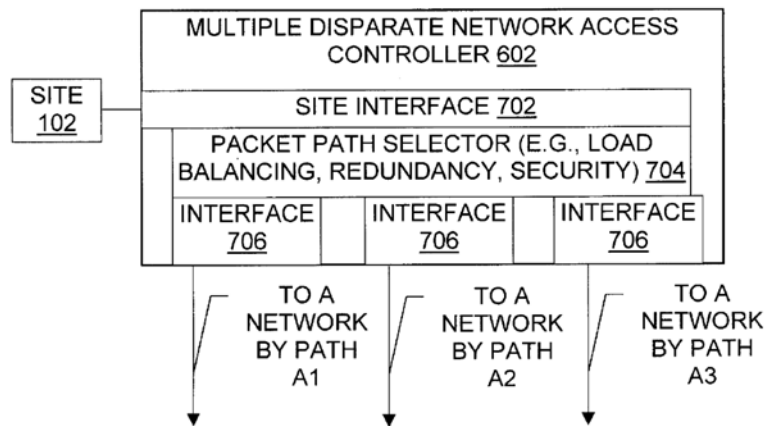 MULTIPLE DISPARATE NETWORK ACCESS
CONTROLLER 602
SITE
102
SITE INTERFACE 702
PACKET PATH SELECTOR (E.G., LOAD
BALANCING, REDUNDANCY, SECURITY) 704
INTERFACE
706
INTERFACE
706
INTERFACE
706
TO A
NETWORK
BY PATH
A1
TO A
NETWORK
BY PATH
A2
TO A
NETWORK
BY PATH
A3